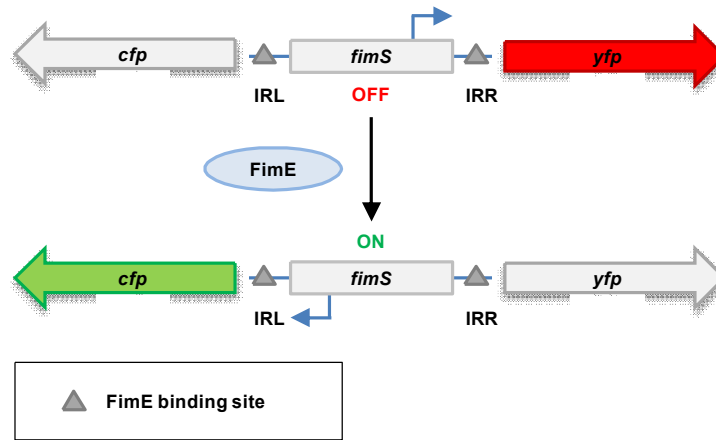 cfp fimS yfp
IRL OFF IRR
FimE
ON
cfp fimS yfp
IRL IRR
FimE binding site